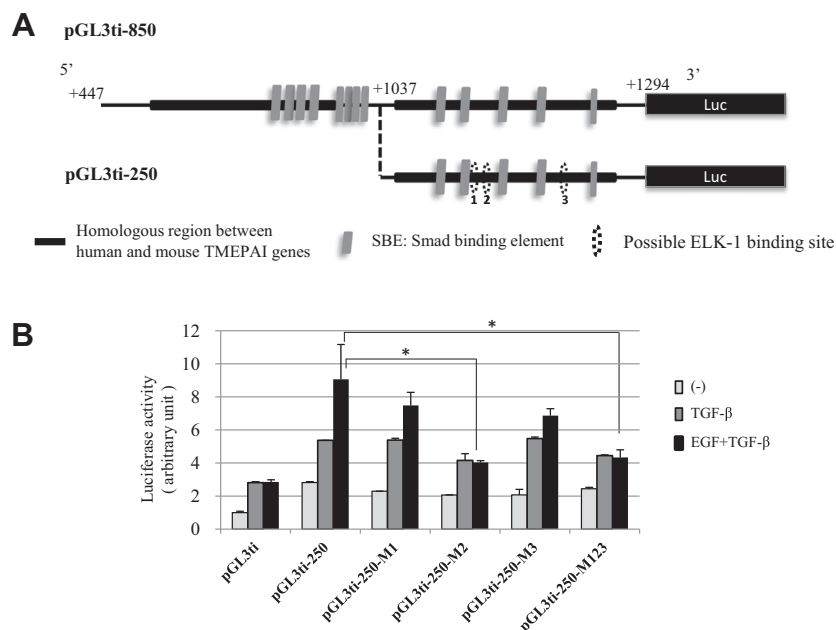 A
pGL3ti-850
5’
3’
+447
+1037
+1294
Luc
pGL3ti-250
Luc
1 2 3
Homologous region between
human and mouse TMEPAI genes
SBE: Smad binding element
Possible ELK-1 binding site
B
Luciferase activity
( arbitrary unit )
12
10
8
6
4
2
0
*
*
(-)
TGF-β
EGF+TGF-β
pGL3ti
pGL3ti-250
pGL3ti-250-M1
pGL3ti-250-M2
pGL3ti-250-M3
pGL3ti-250-M123